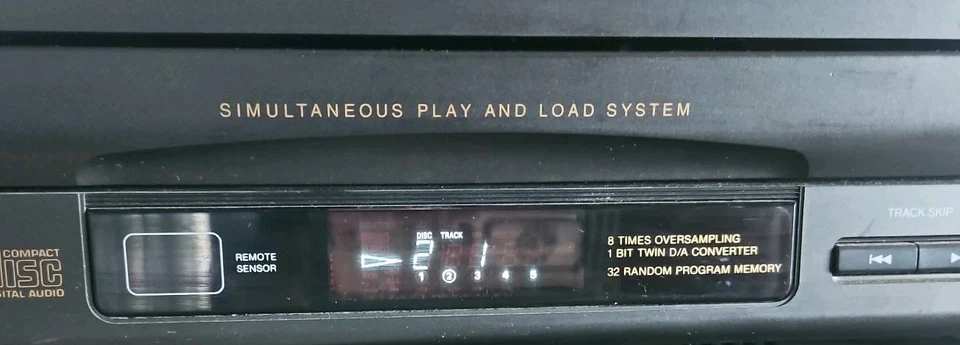 SIMULTANEOUS PLAY AND LOAD SYSTEM
TRACK SKIP
COMPACT
DISC
DIGITAL AUDIO
REMOTE
SENSOR
DISC TRACK
2 1
1 2 3 4 5
8 TIMES OVERSAMPLING
1 BIT TWIN D/A CONVERTER
32 RANDOM PROGRAM MEMORY